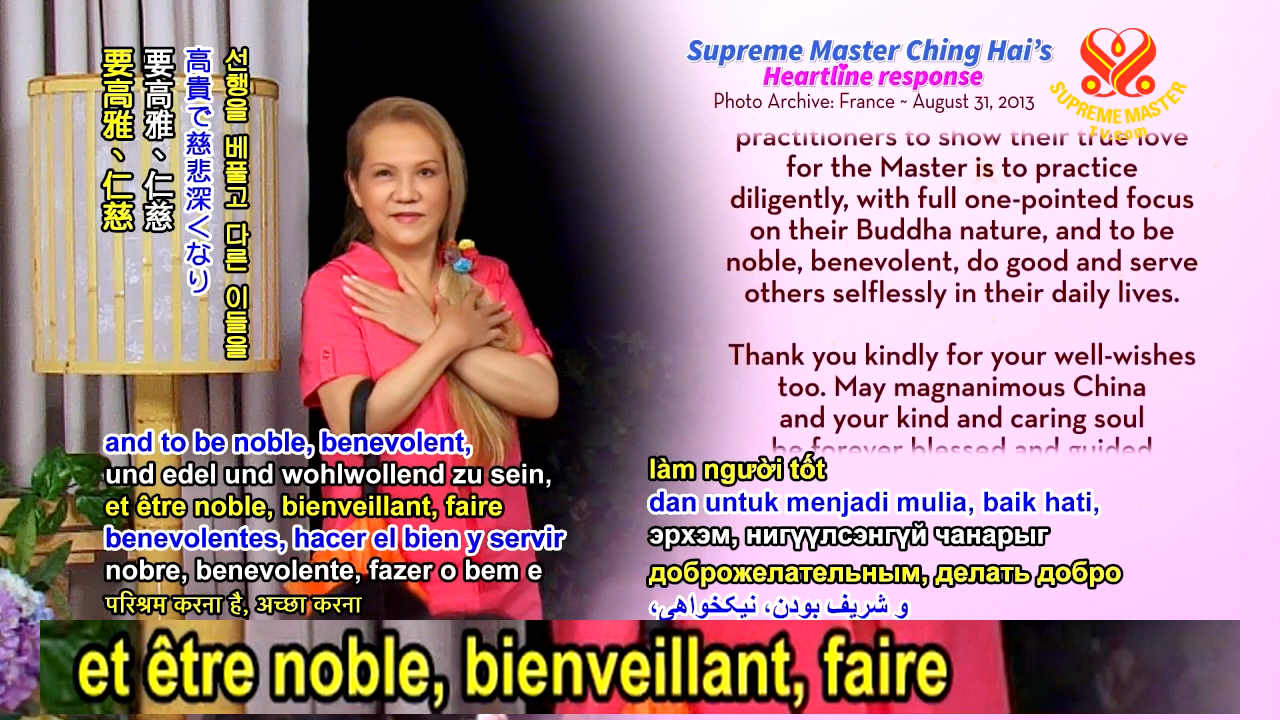 Supreme Master Ching Hai's
Heartline response
Photo Archive: France ~ August 31, 2013
SUPREME MASTER
TV.com
practitioners to show their true love
for the Master is to practice
diligently, with full one-pointed focus
on their Buddha nature, and to be
noble, benevolent, do good and serve
others selflessly in their daily lives.
Thank you kindly for your well-wishes
too. May magnanimous China
and your kind and caring soul
be forever blessed and guided
선행을 베풀고 다른 이들을
高貴で慈悲深くなり
要高雅、仁慈
要高雅、仁慈
and to be noble, benevolent,
und edel und wohlwollend zu sein,
et être noble, bienveillant, faire
benevolentes, hacer el bien y servir
nobre, benevolente, fazer o bem e
परिश्रम करना है, अच्छा करना
làm người tốt
dan untuk menjadi mulia, baik hati,
эрхэм, нигүүлсэнгүй чанарыг
доброжелательным, делать добро
و شریف بودن، نیکخواهی،
et être noble, bienveillant, faire